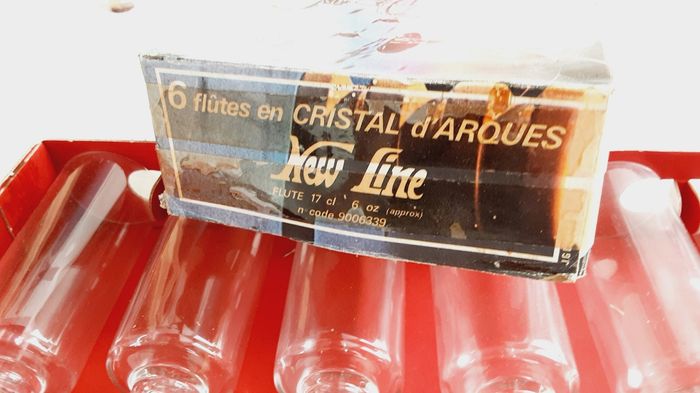 6 flûtes en CRISTAL d'ARQUES
New Line
FLUTE 17 cl 6 oz (approx)
n code 9006339